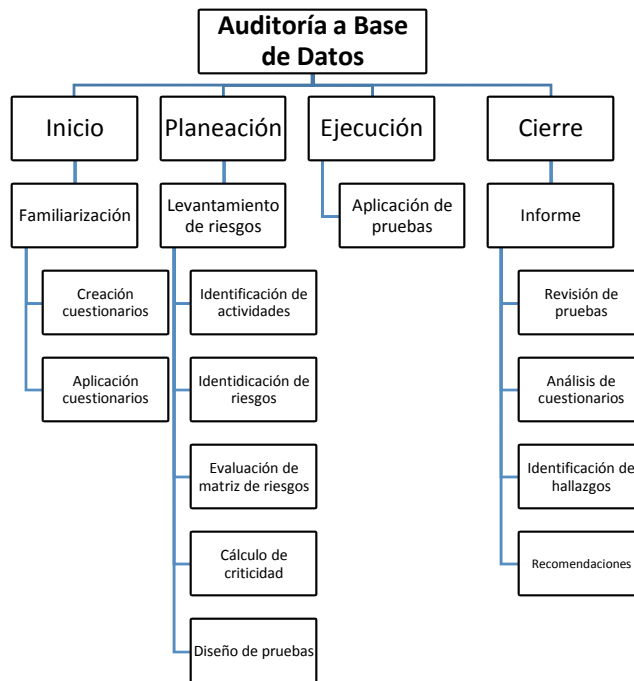 Auditoría a Base
de Datos
Inicio
Planeación
Ejecución
Cierre
Familiarización
Levantamiento
de riesgos
Aplicación de
pruebas
Informe
Creación
cuestionarios
Identificación de
actividades
Revisión de
pruebas
Aplicación
cuestionarios
Identidicación de
riesgos
Análisis de
cuestionarios
Evaluación de
matriz de riesgos
Identificación de
hallazgos
Cálculo de
criticidad
Recomendaciones
Diseño de pruebas